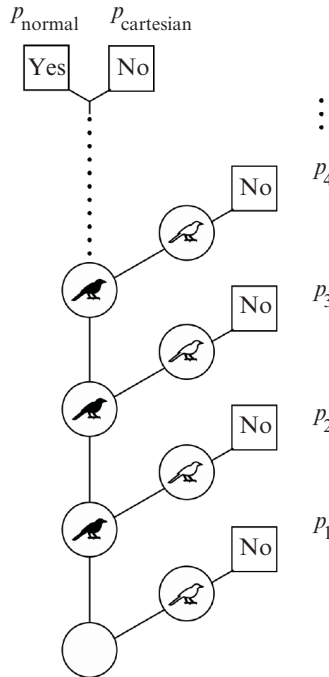 p_normal p_cartesian
Yes No
No p_4
No p_3
No p_2
No p_1